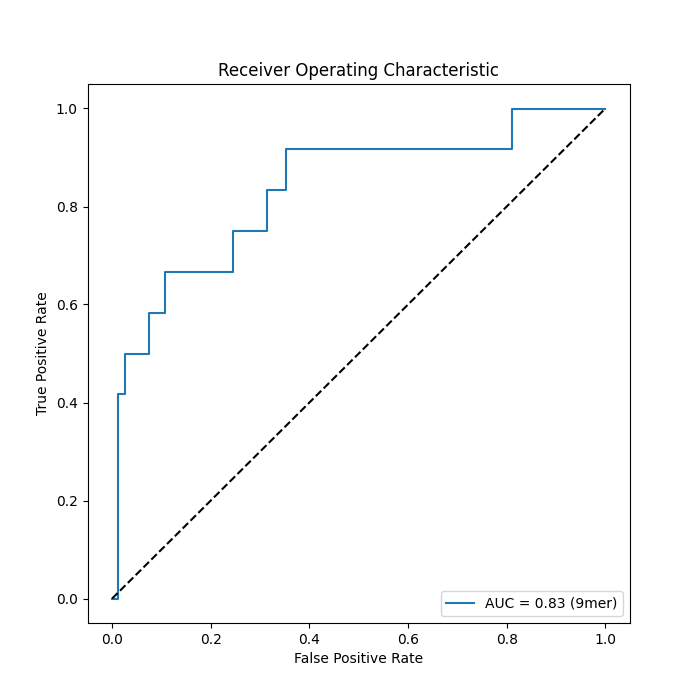 Receiver Operating Characteristic
True Positive Rate
1.0
0.8
0.6
0.4
0.2
0.0
AUC = 0.83 (9mer)
0.0 0.2 0.4 0.6 0.8 1.0
False Positive Rate